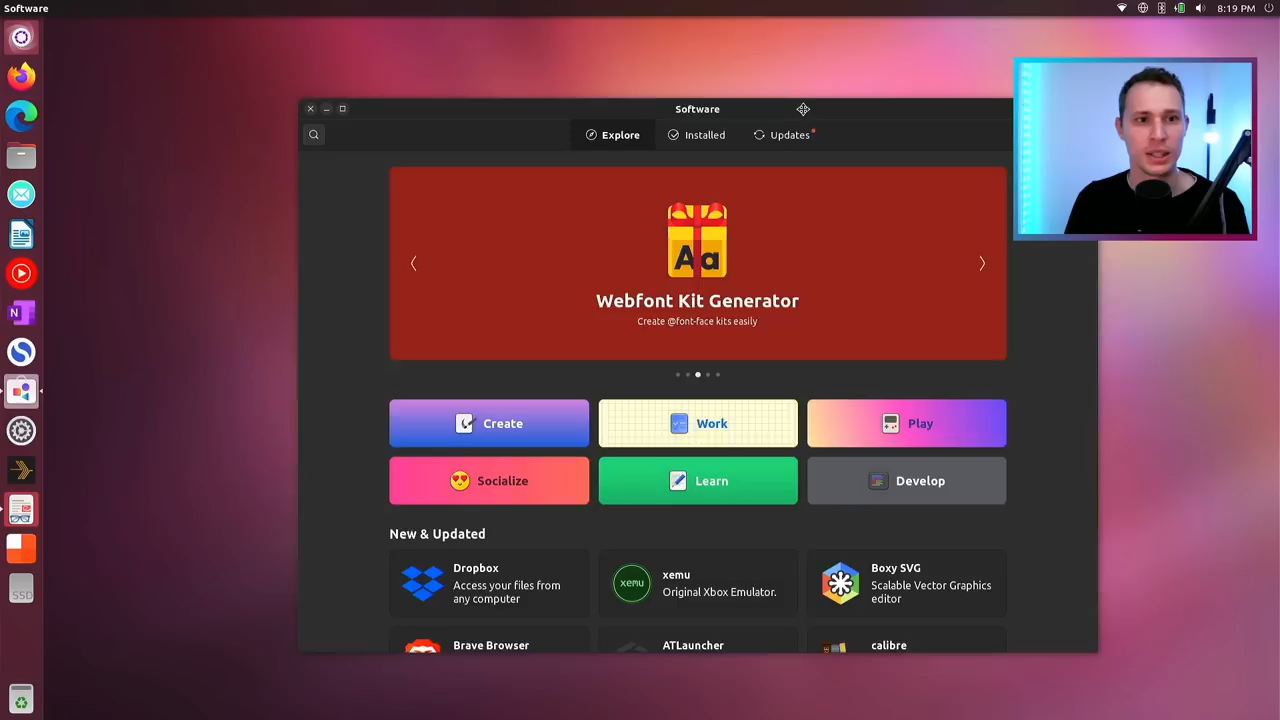 Software
8:19 PM
Software
Explore
Installed
Updates
Aa
Webfont Kit Generator
Create @font-face kits easily
Create
Work
Play
Socialize
Learn
Develop
New & Updated
Dropbox
Access your files from
any computer
xemu
xemu
Original Xbox Emulator.
Boxy SVG
Scalable Vector Graphics
editor
Brave Browser
ATLauncher
calibre
N
SSD